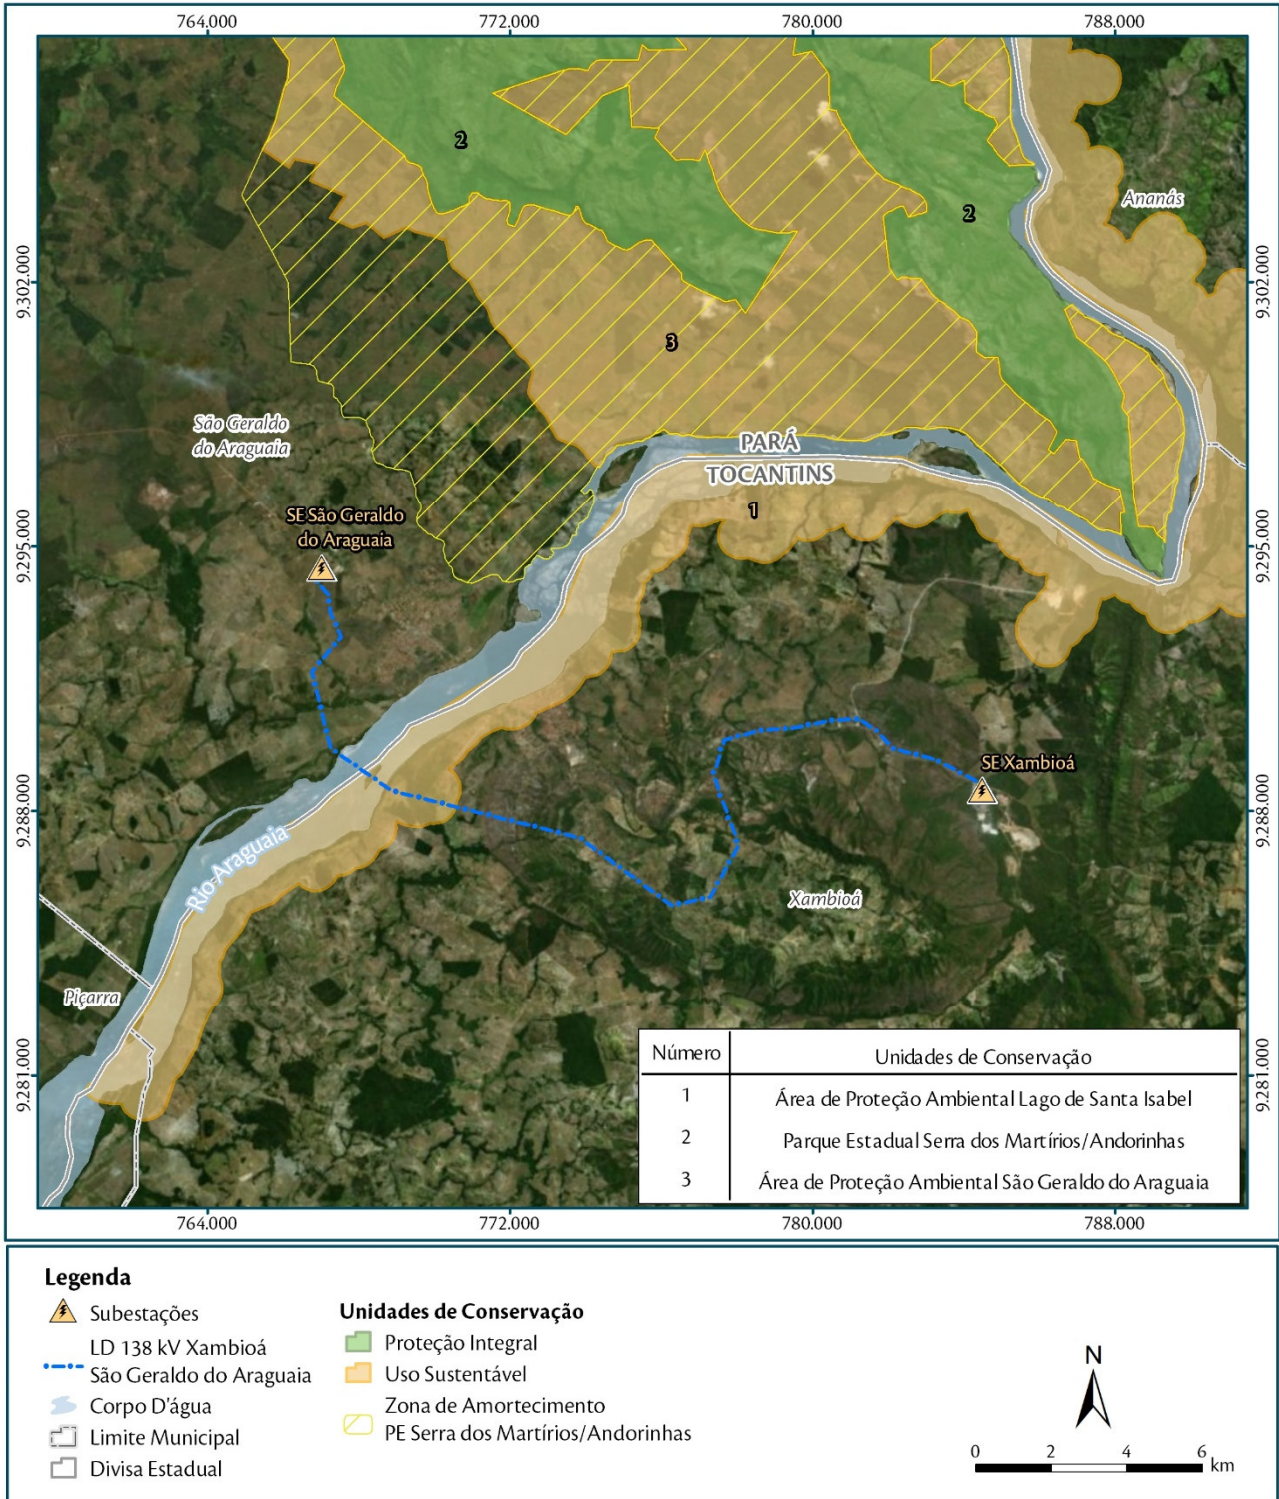 764.000
772.000
780.000
788.000
2
2
Ananás
9.302.000
9.302.000
3
São Geraldo
do Araguaia
PARÁ
TOCANTINS
1
SE São Geraldo
do Araguaia
9.295.000
9.295.000
SE Xambioá
9.288.000
9.288.000
Rio Araguaia
Xambioá
Piçarra
9.281.000
9.281.000
Número
Unidades de Conservação
1
Área de Proteção Ambiental Lago de Santa Isabel
2
Parque Estadual Serra dos Martírios/Andorinhas
3
Área de Proteção Ambiental São Geraldo do Araguaia
764.000
772.000
780.000
788.000
Legenda
Subestações
LD 138 kV Xambioá
São Geraldo do Araguaia
Corpo D'água
Limite Municipal
Divisa Estadual
Unidades de Conservação
Proteção Integral
Uso Sustentável
Zona de Amortecimento
PE Serra dos Martírios/Andorinhas
N
0 2 4 6
km